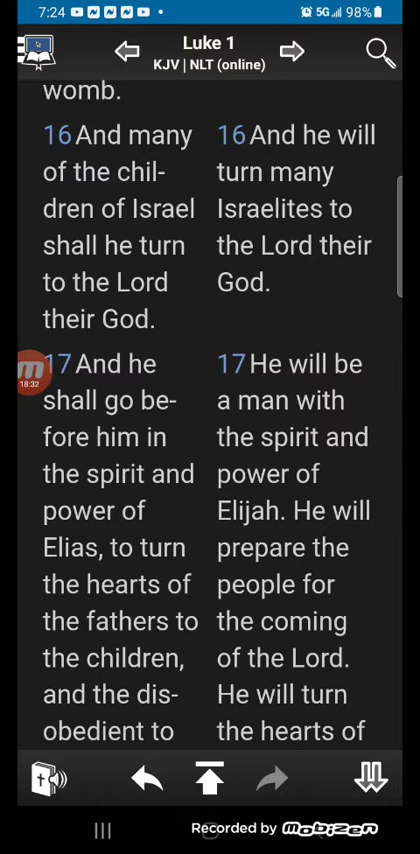 7:24 5G 98%
Luke 1
KJV | NLT (online)
womb.
16 And many
of the chil-
dren of Israel
shall he turn
to the Lord
their God.
17 And he
shall go be-
fore him in
the spirit and
power of
Elias, to turn
the hearts of
the fathers to
the children,
and the dis-
obedient to
16 And he will
turn many
Israelites to
the Lord their
God.
17 He will be
a man with
the spirit and
power of
Elijah. He will
prepare the
people for
the coming
of the Lord.
He will turn
the hearts of
m
18:32
Recorded by mobizen